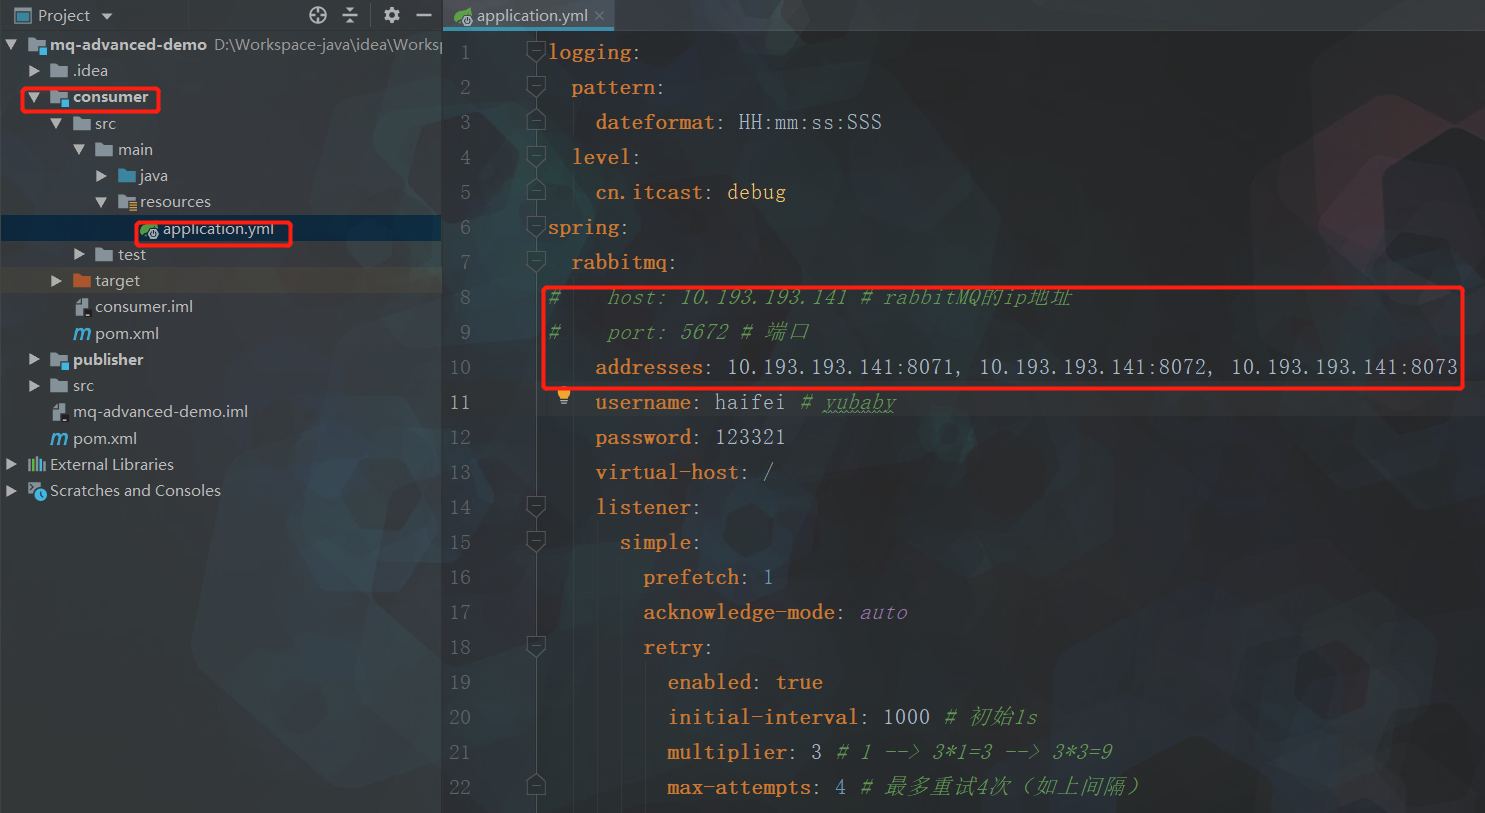 Project
mq-advanced-demo D:\Workspace-java\idea\Worksp
.idea
consumer
src
main
java
resources
application.yml
test
target
consumer.iml
pom.xml
publisher
src
mq-advanced-demo.iml
pom.xml
External Libraries
Scratches and Consoles
application.yml
1 logging:
2 pattern:
3 dateformat: HH:mm:ss:SSS
4 level:
5 cn.itcast: debug
6 spring:
7 rabbitmq:
8 # host: 10.193.193.141 # rabbitMQ的ip地址
9 # port: 5672 # 端口
10 addresses: 10.193.193.141:8071, 10.193.193.141:8072, 10.193.193.141:8073
11 username: haifei # yubaby
12 password: 123321
13 virtual-host: /
14 listener:
15 simple:
16 prefetch: 1
17 acknowledge-mode: auto
18 retry:
19 enabled: true
20 initial-interval: 1000 # 初始1s
21 multiplier: 3 # 1 --> 3*1=3 --> 3*3=9
22 max-attempts: 4 # 最多重试4次（如上间隔）